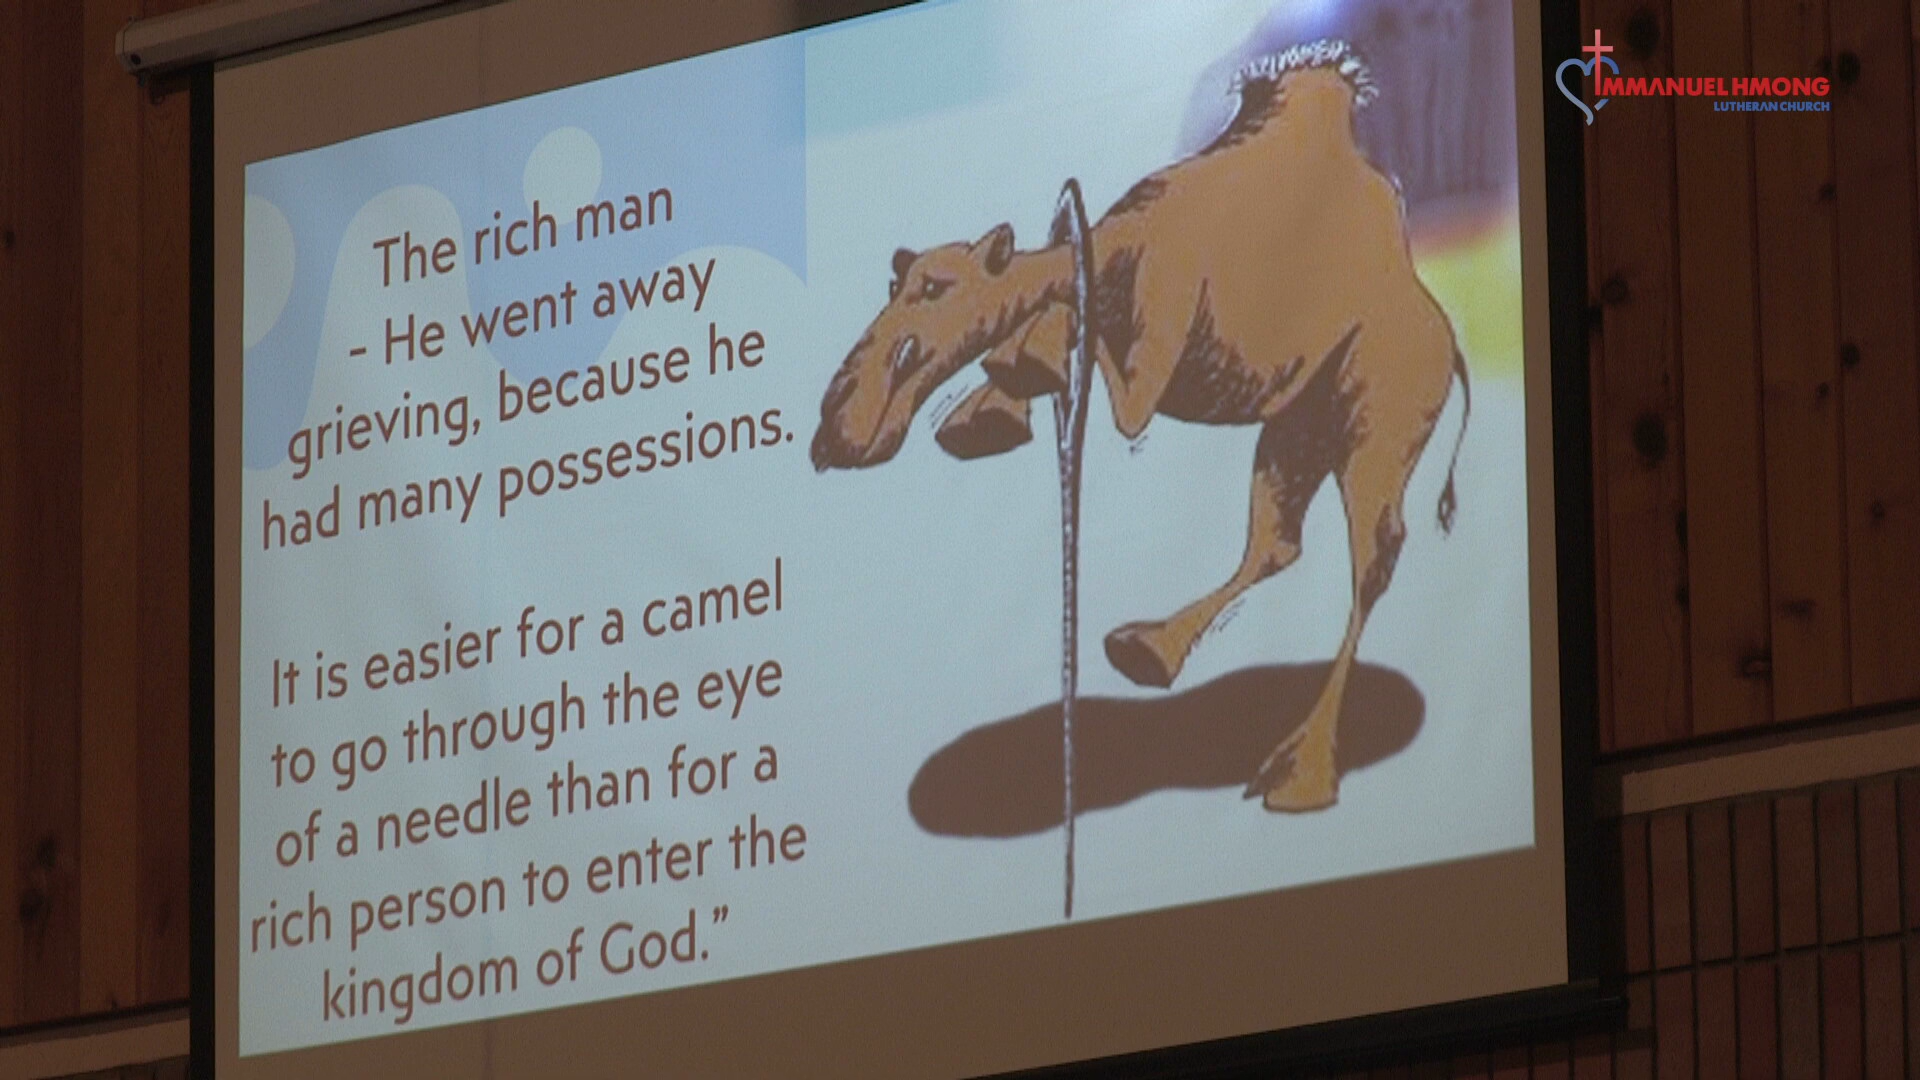 The rich man
- He went away
grieving, because he
had many possessions.
It is easier for a camel
to go through the eye
of a needle than for a
rich person to enter the
kingdom of God.”
IMMANUEL HMONG
LUTHERAN CHURCH